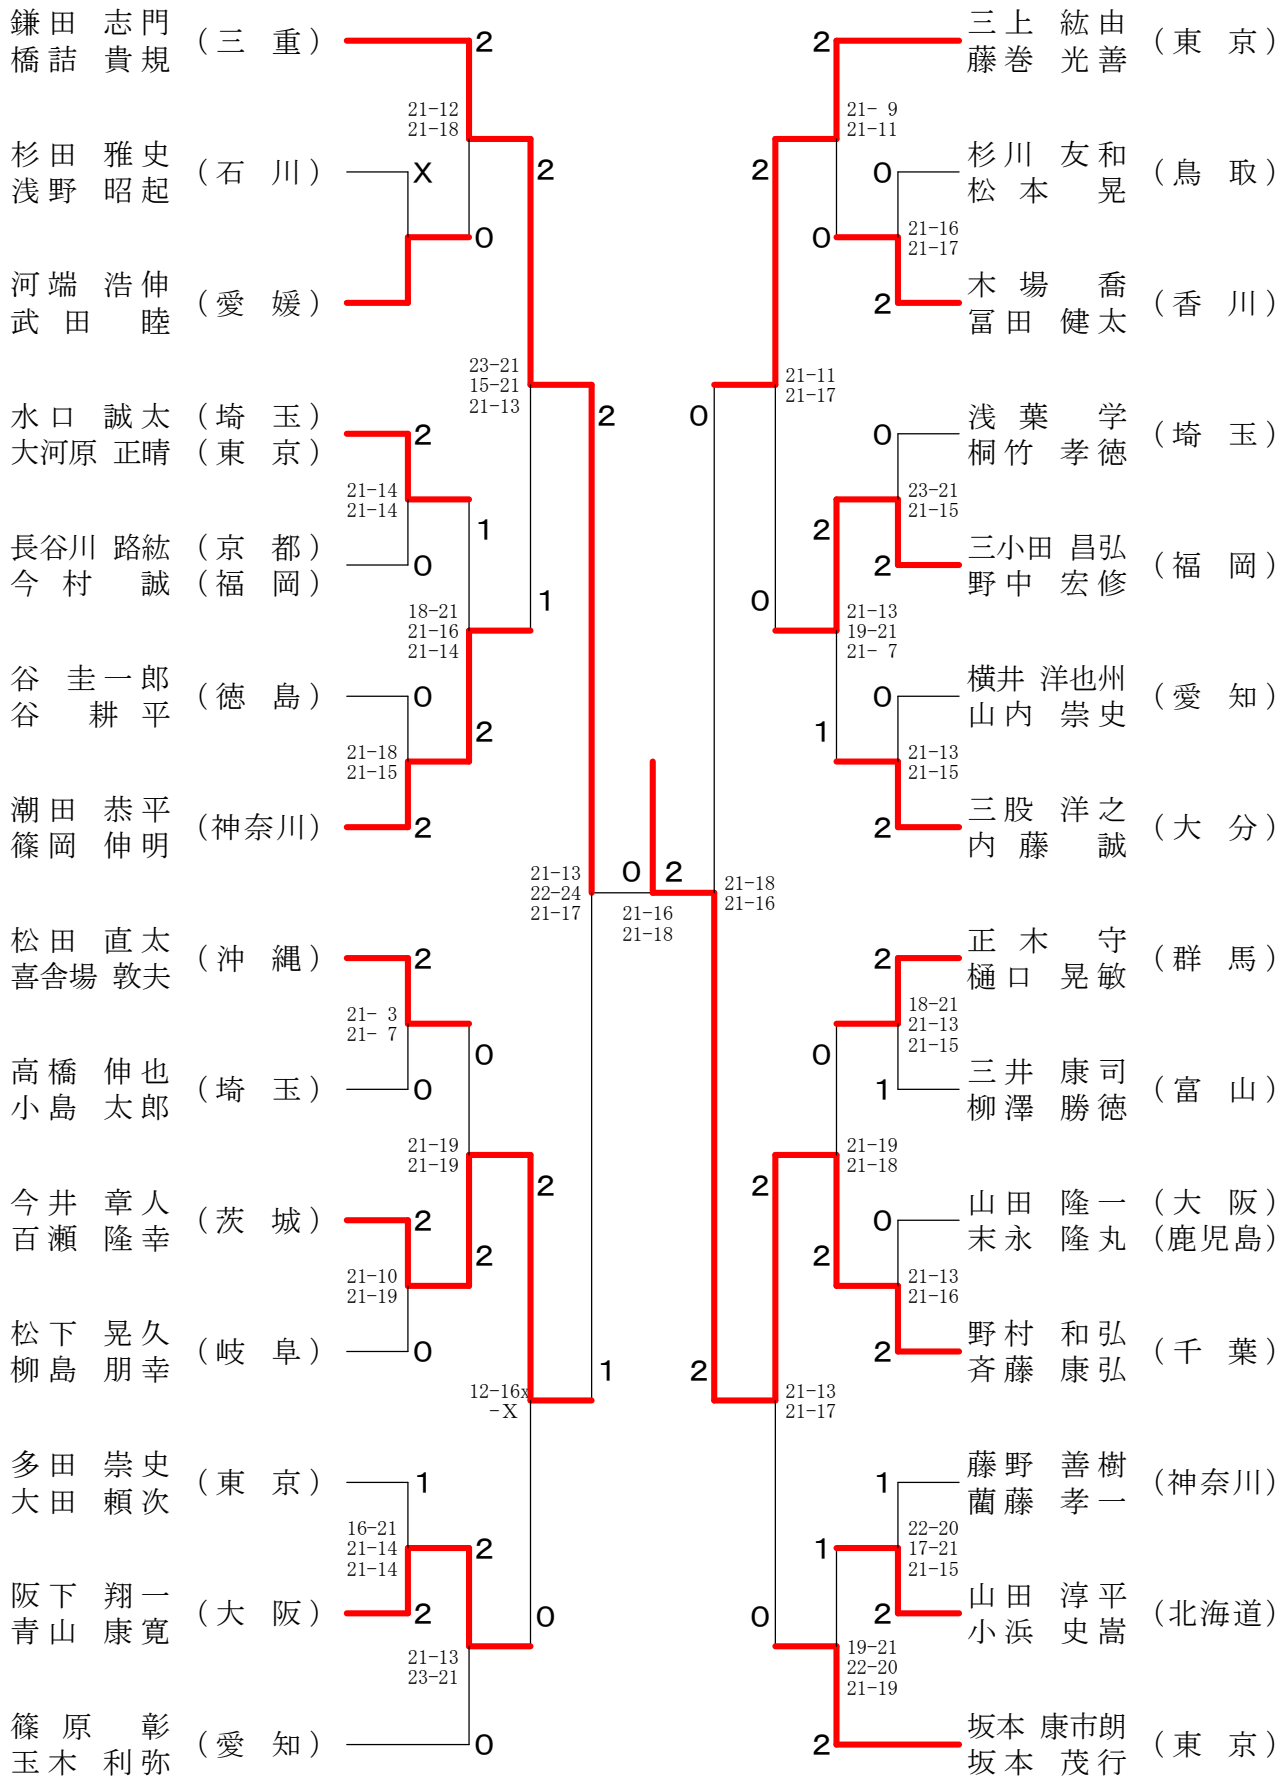 鎌田 志門
橋詰 貴規
(三 重)
2
21-12
21-18
杉田 雅史
浅野 昭起
(石 川)
X
2
0
河端 浩伸
武田 睦
(愛 媛)
23-21
15-21
21-13
2
水口 誠太 (埼 玉)
大河原 正晴 (東 京)
2
21-14
21-14
1
長谷川 路紘 (京 都)
今村 誠 (福 岡)
0
1
18-21
21-16
21-14
谷 圭一郎
谷 耕平
(徳 島)
0
2
21-18
21-15
潮田 恭平
篠岡 伸明
(神奈川)
2
21-13
22-24
21-17
松田 直太
喜舎場 敦夫
(沖 縄)
2
21- 3
21- 7
0
高橋 伸也
小島 太郎
(埼 玉)
0
21-19
21-19
2
今井 章人
百瀬 隆幸
(茨 城)
2
2
21-10
21-19
松下 晃久
柳島 朋幸
(岐 阜)
0
1
12-16x
-X
多田 崇史
大田 頼次
(東 京)
1
16-21
21-14
21-14
2
阪下 翔一
青山 康寛
(大 阪)
2
0
21-13
23-21
篠原 彰
玉木 利弥
(愛 知)
0
0
2
21-16
21-18
2
三上 紘由
藤巻 光善
(東 京)
21- 9
21-11
2
0
杉川 友和
松本 晃
(鳥 取)
0
21-16
21-17
2
木場 喬
冨田 健太
(香 川)
21-11
21-17
0
0
浅葉 学
桐竹 孝徳
(埼 玉)
23-21
21-15
2
2
三小田 昌弘
野中 宏修
(福 岡)
0
21-13
19-21
21- 7
0
横井 洋也州
山内 崇史
(愛 知)
1
21-13
21-15
2
三股 洋之
内藤 誠
(大 分)
21-18
21-16
2
正木 守
樋口 晃敏
(群 馬)
18-21
21-13
21-15
0
1
三井 康司
柳澤 勝徳
(富 山)
21-19
21-18
2
0
山田 隆一 (大 阪)
末永 隆丸 (鹿児島)
2
21-13
21-16
2
野村 和弘
斉藤 康弘
(千 葉)
2
21-13
21-17
1
藤野 善樹
藺藤 孝一
(神奈川)
22-20
17-21
21-15
1
2
山田 淳平
小浜 史嵩
(北海道)
0
19-21
22-20
21-19
2
坂本 康市朗
坂本 茂行
(東 京)